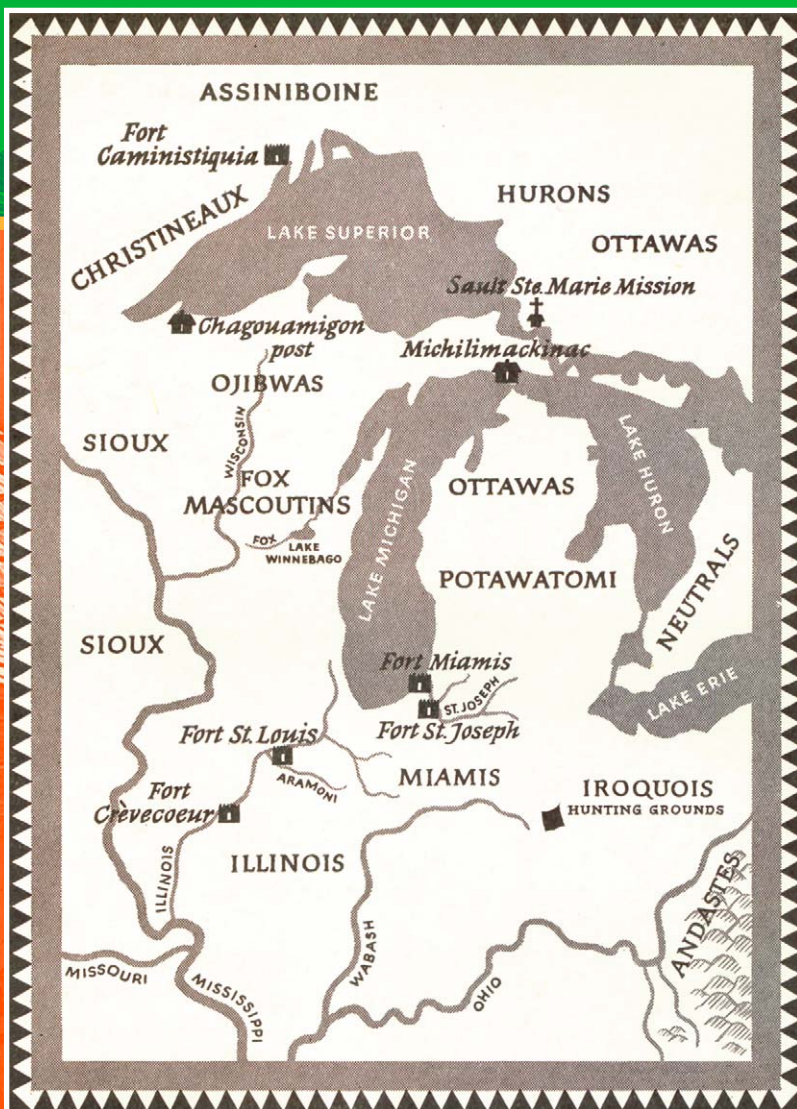 ASSINIBOINE
Fort
Caministiquia
CHRISTINEAUX
LAKE SUPERIOR
HURONS
OTTAWAS
Sault Ste. Marie Mission
Chagouamigon
post
Michilimackinac
OJIBWAS
SIOUX
WISCONSIN
FOX
MASCOUTINS
FOX
LAKE
WINNEBAGO
LAKE MICHIGAN
OTTAWAS
LAKE HURON
POTAWATOMI
NEUTRALS
SIOUX
Fort Miamis
ST. JOSEPH
LAKE ERIE
Fort St. Louis
Fort St. Joseph
ARAMONI
MIAMIS
Fort
Crèvecoeur
IROQUOIS
HUNTING GROUNDS
ILLINOIS
ILLINOIS
ANDASTES
WABASH
MISSOURI
MISSISSIPPI
OHIO